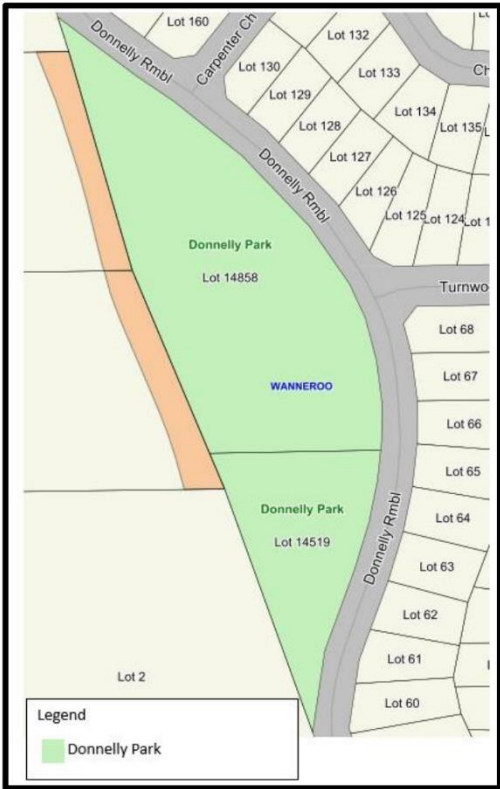 Lot 160
Donnelly Rmbl
Carpenter Ch
Lot 132
Lot 130
Lot 133
Lot 129
Lot 134
Lot 128
Lot 135
Lot 127
Donnelly Rmbl
Lot 126
Lot 125
Lot 124
Lot 1
Donnelly Park
Lot 14858
Turnwo
Lot 68
Lot 67
WANNEROO
Lot 66
Lot 65
Donnelly Park
Lot 64
Lot 14519
Donnelly Rmbl
Lot 63
Lot 62
Lot 61
Lot 2
Lot 60
Legend
Donnelly Park